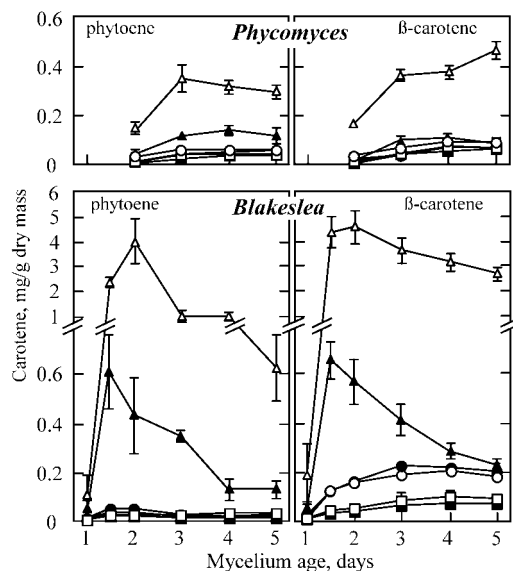 phytoene Phycomyces ß-carotene
0.6
0.4
0.2
0
phytoene Blakeslea ß-carotene
6
5
4
3
2
1
0.6
0.4
0.2
0
1 2 3 4 5 1 2 3 4 5
Mycelium age, days
Carotene, mg/g dry mass